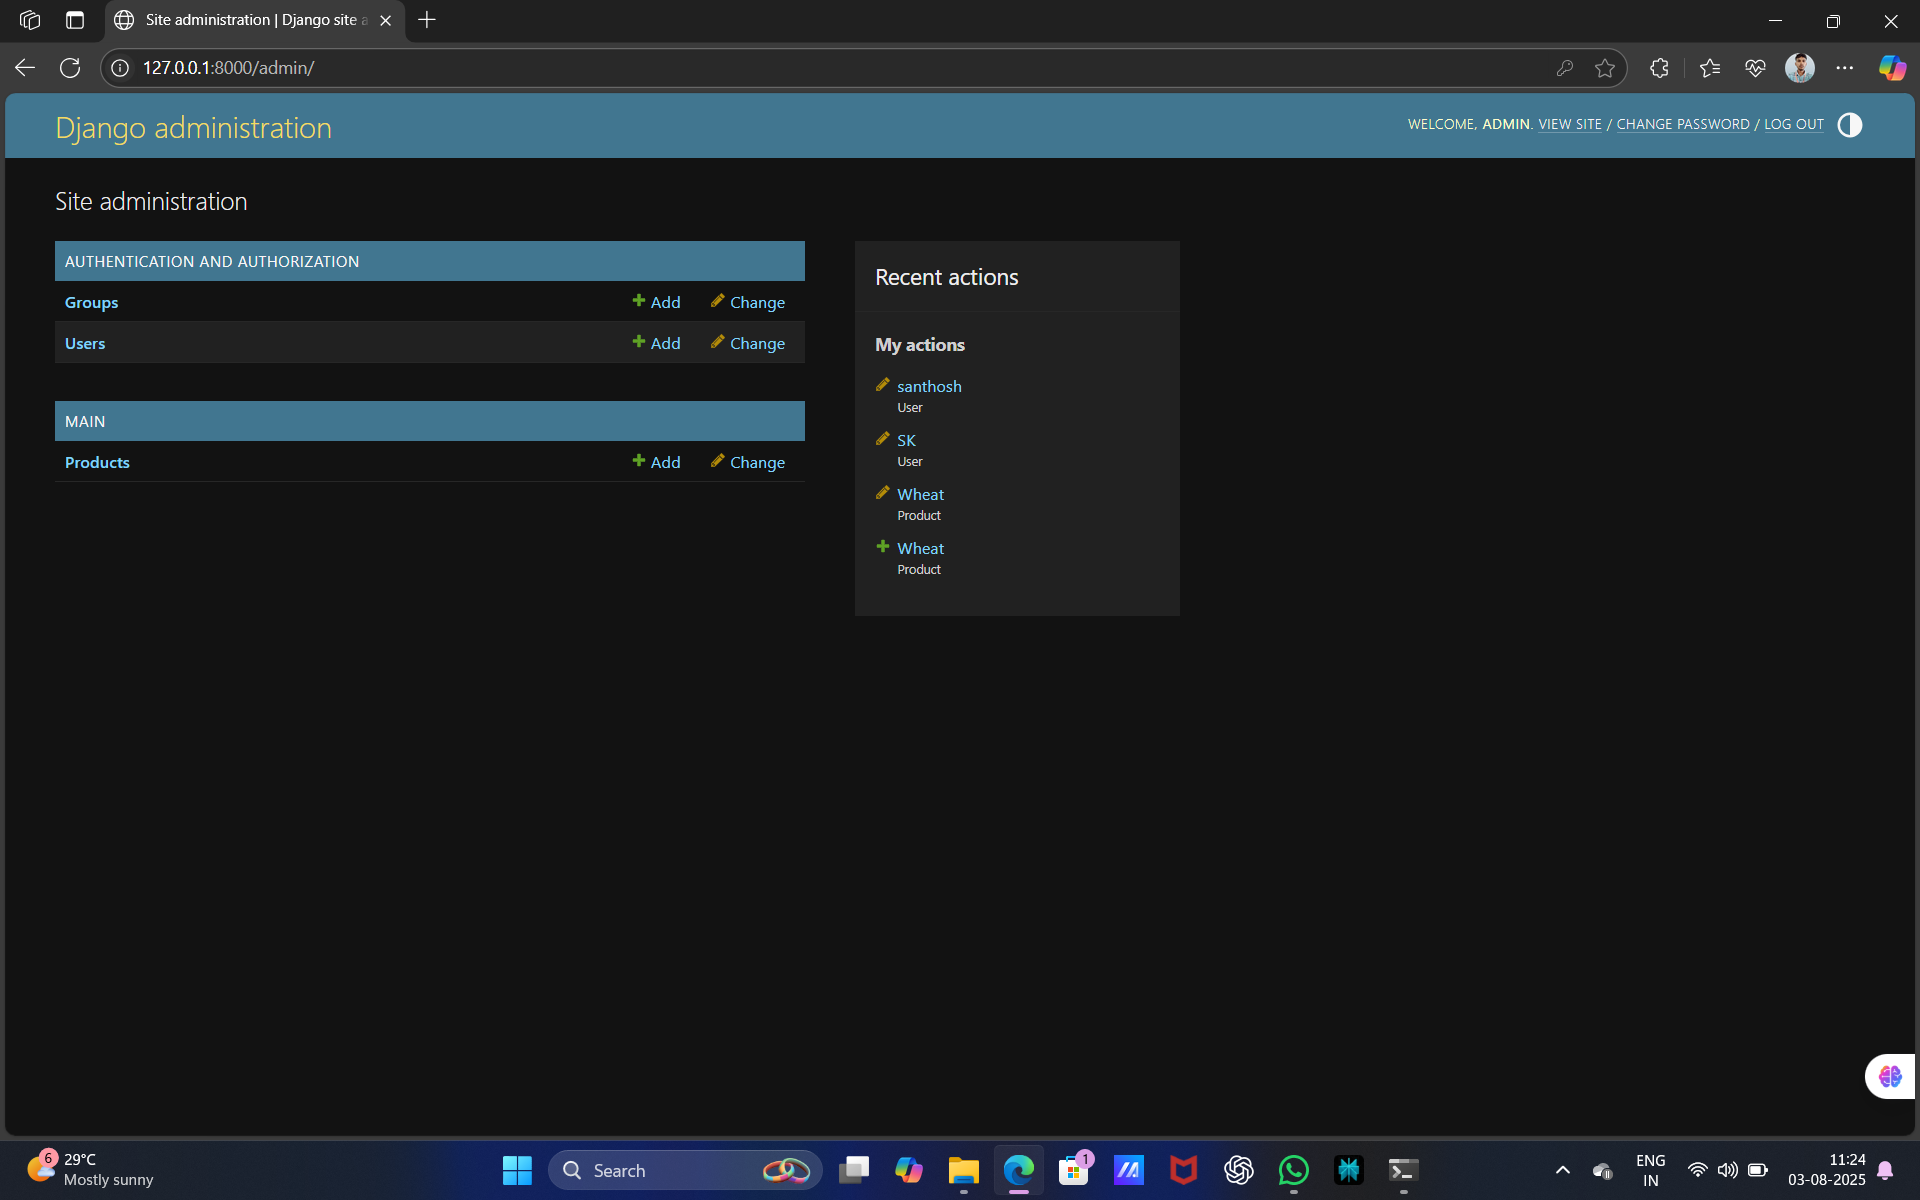 Site administration | Django site a
127.0.0.1:8000/admin/
Django administration
WELCOME, ADMIN. VIEW SITE / CHANGE PASSWORD / LOG OUT
Site administration
AUTHENTICATION AND AUTHORIZATION
Groups Add Change
Users Add Change
MAIN
Products Add Change
Recent actions
My actions
santhosh
User
SK
User
Wheat
Product
Wheat
Product
6
29°C
Mostly sunny
Search
1
ENG
IN
11:24
03-08-2025